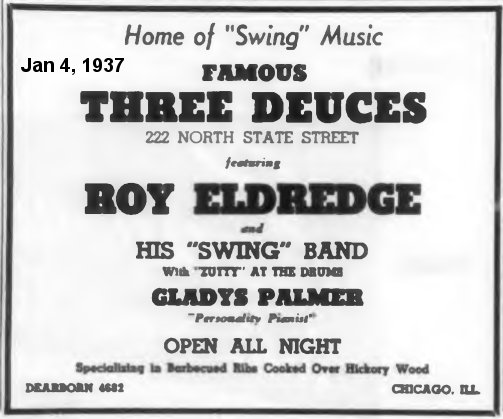 Home of "Swing" Music
Jan 4, 1937
FAMOUS
THREE DEUCES
222 NORTH STATE STREET
featuring
ROY ELDREDGE
and
HIS "SWING" BAND
With "ZUTTY" AT THE DRUMS
GLADYS PALMER
"Personality Pianist"
OPEN ALL NIGHT
Specializing in Barbecued Ribs Cooked Over Hickory Wood
DEARBORN 4682 CHICAGO, ILL.